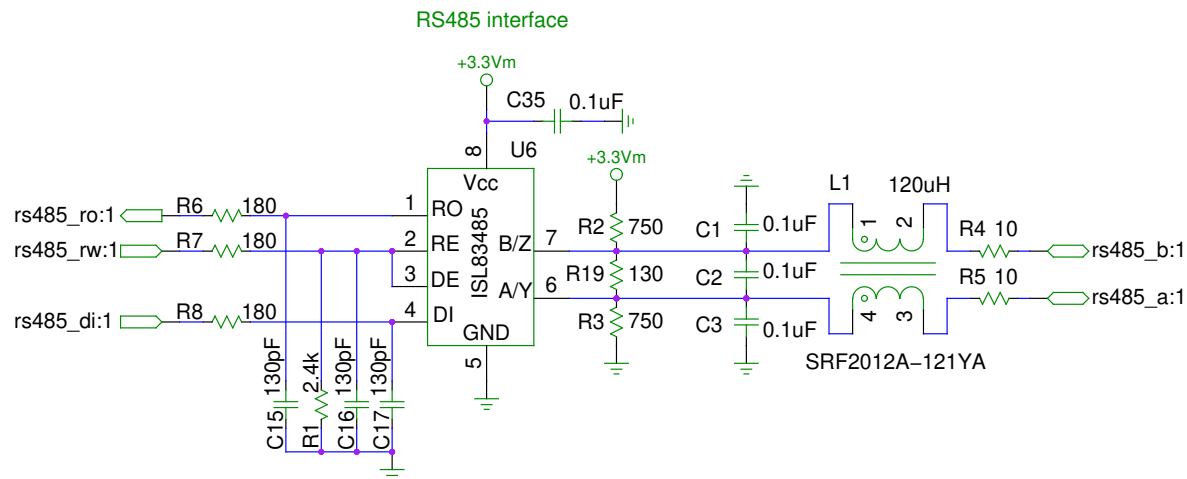 RS485 interface
+3.3Vm
C35 0.1uF
8 U6
+3.3Vm
Vcc
L1 120uH
rs485_ro:1 R6 180 1 RO
R2 750
C1 0.1uF
1 2
R4 10
rs485_rw:1 R7 180 2 RE
B/Z 7
rs485_b:1
ISL83485
R19 130
C2 0.1uF
3 DE
A/Y 6
R5 10
rs485_a:1
rs485_di:1 R8 180 4 DI
R3 750
C3 0.1uF
4 3
GND
5
SRF2012A-121YA
C15 130pF
R1 2.4k
C16 130pF
C17 130pF